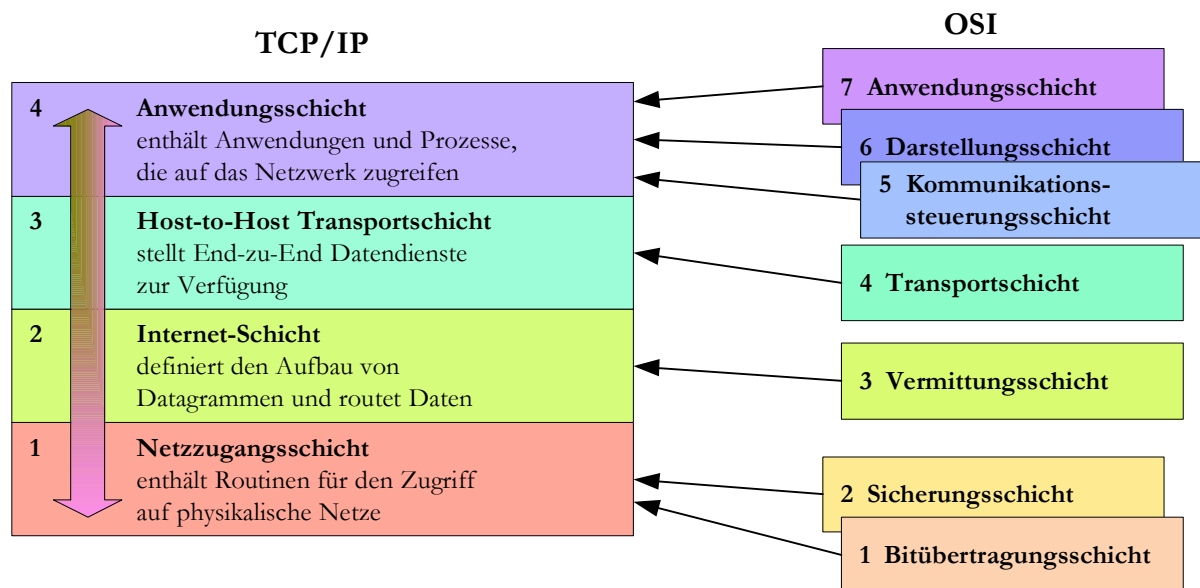 TCP/IP
4 Anwendungsschicht
enthält Anwendungen und Prozesse,
die auf das Netzwerk zugreifen
3 Host-to-Host Transportschicht
stellt End-zu-End Datendienste
zur Verfügung
2 Internet-Schicht
definiert den Aufbau von
Datagrammen und routet Daten
1 Netzzugangsschicht
enthält Routinen für den Zugriff
auf physikalische Netze
OSI
7 Anwendungsschicht
6 Darstellungsschicht
5 Kommunikations-
steuerungsschicht
4 Transportschicht
3 Vermittungsschicht
2 Sicherungsschicht
1 Bitübertragungsschicht